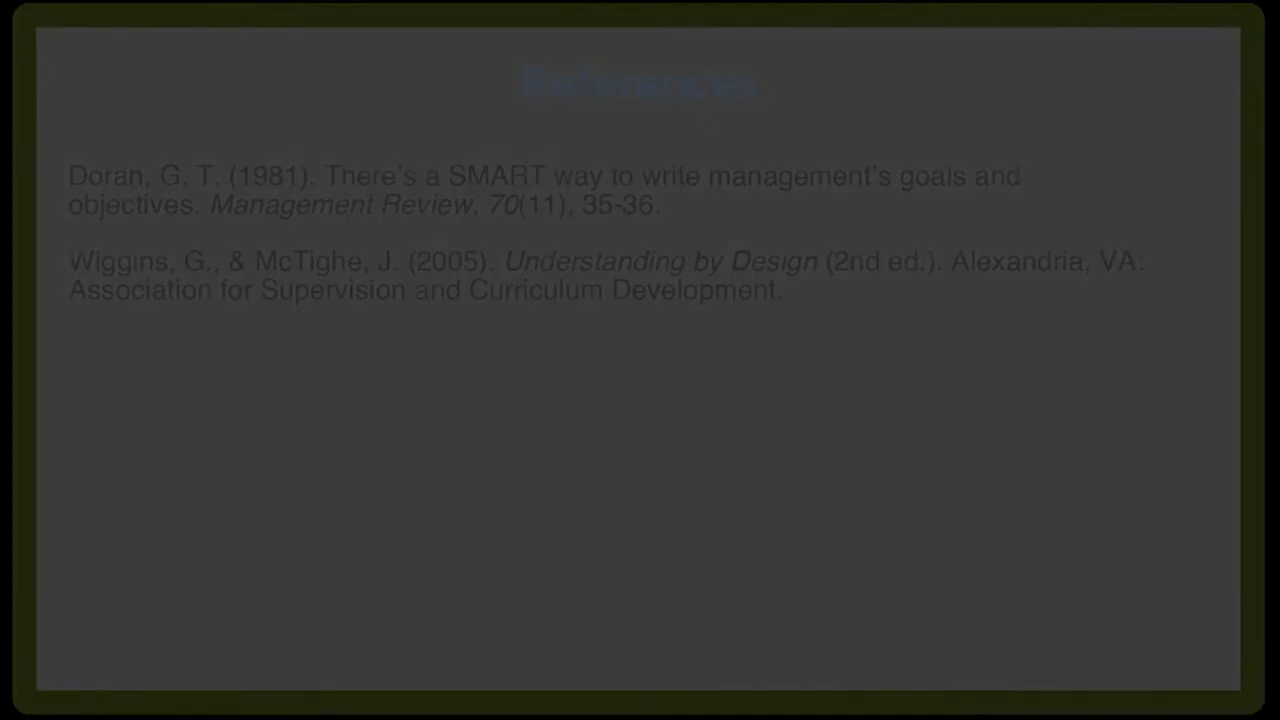 References
Doran, G. T. (1981). There's a SMART way to write management's goals and
objectives. Management Review, 70(11), 35-36.
Wiggins, G., & McTighe, J. (2005). Understanding by Design (2nd ed.). Alexandria, VA:
Association for Supervision and Curriculum Development.